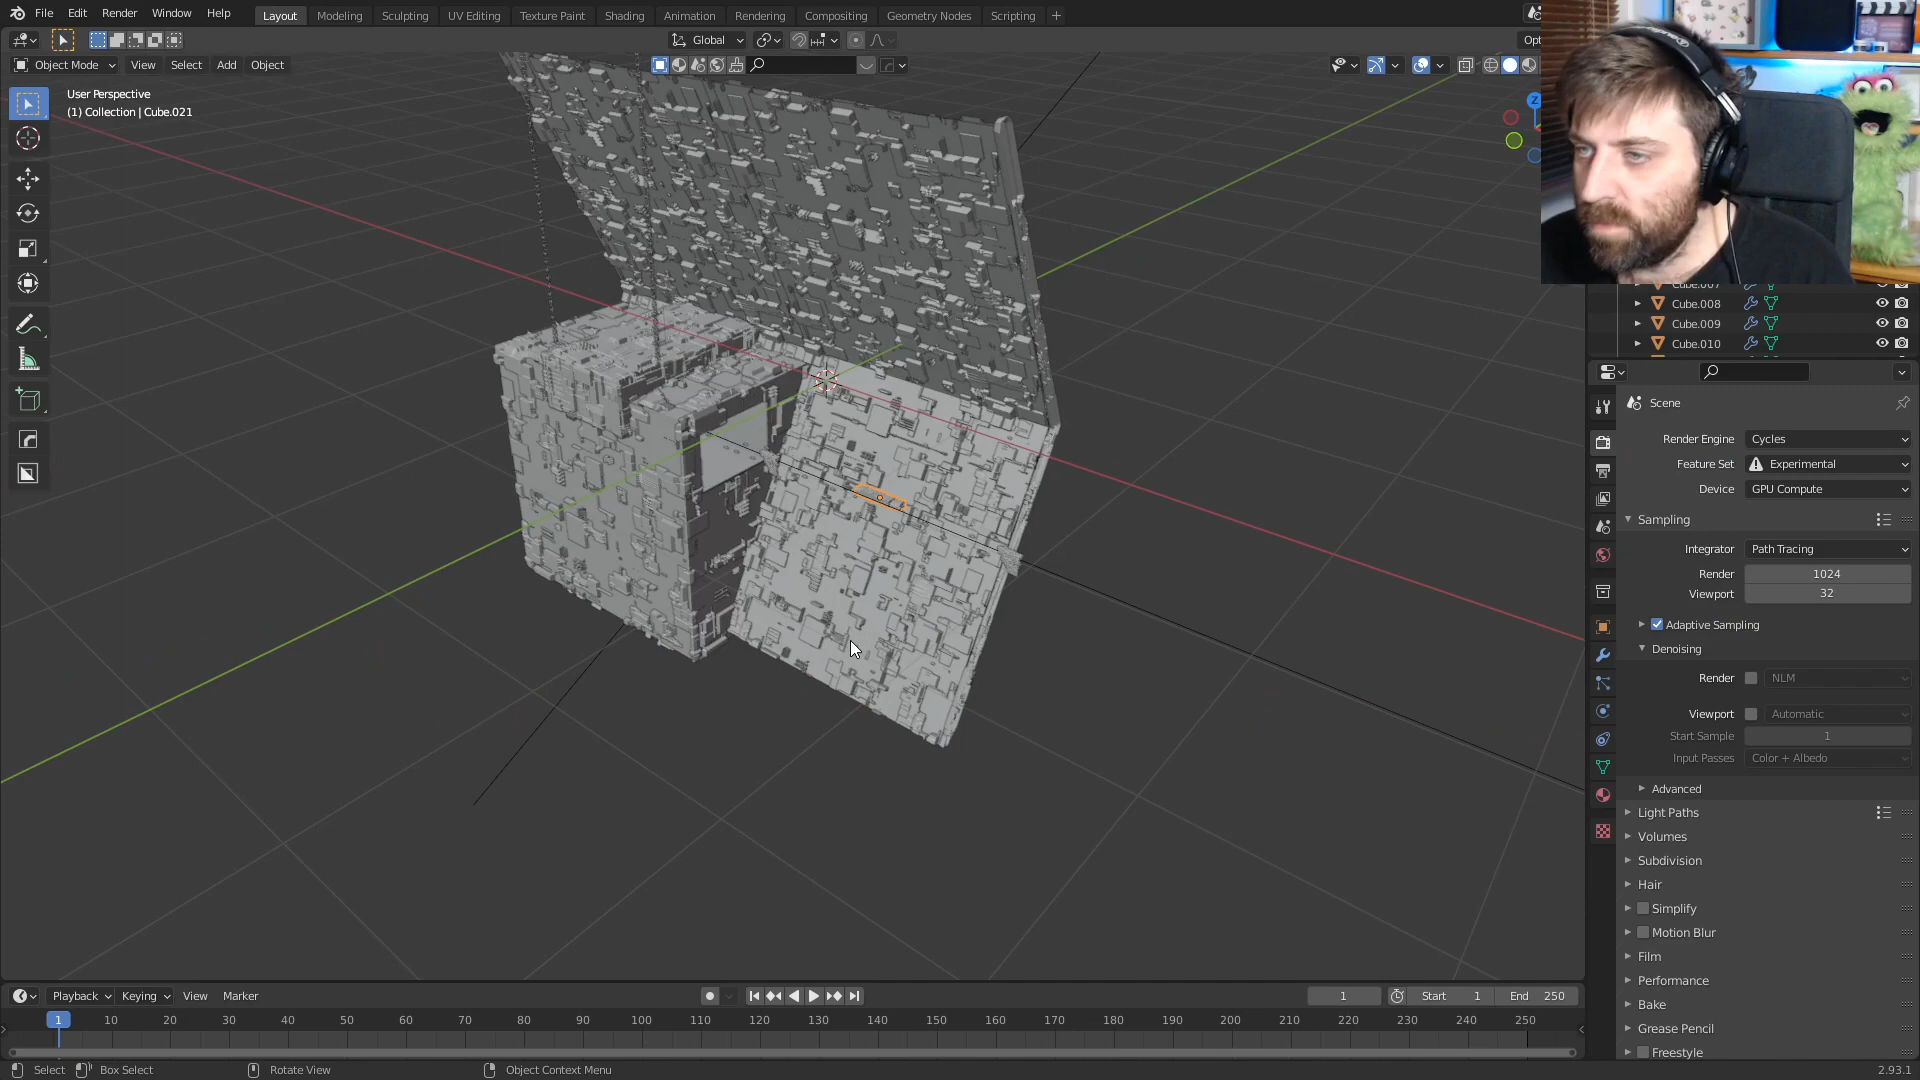 File Edit Render Window Help Layout Modeling Sculpting UV Editing Texture Paint Shading Animation Rendering Compositing Geometry Nodes Scripting +
Global
Object Mode View Select Add Object
User Perspective
(1) Collection | Cube.021
Z
Cube.008
Cube.009
Cube.010
Scene
Render Engine Cycles
Feature Set Experimental
Device GPU Compute
Sampling
Integrator Path Tracing
Render 1024
Viewport 32
Adaptive Sampling
Denoising
Render NLM
Viewport Automatic
Start Sample 1
Input Passes Color + Albedo
Advanced
Light Paths
Volumes
Subdivision
Hair
Simplify
Motion Blur
Film
Performance
Bake
Grease Pencil
Freestyle
Playback Keying View Marker 1 Start 1 End 250
1 10 20 30 40 50 60 70 80 90 100 110 120 130 140 150 160 170 180 190 200 210 220 230 240 250
Select Box Select Rotate View Object Context Menu 2.93.1